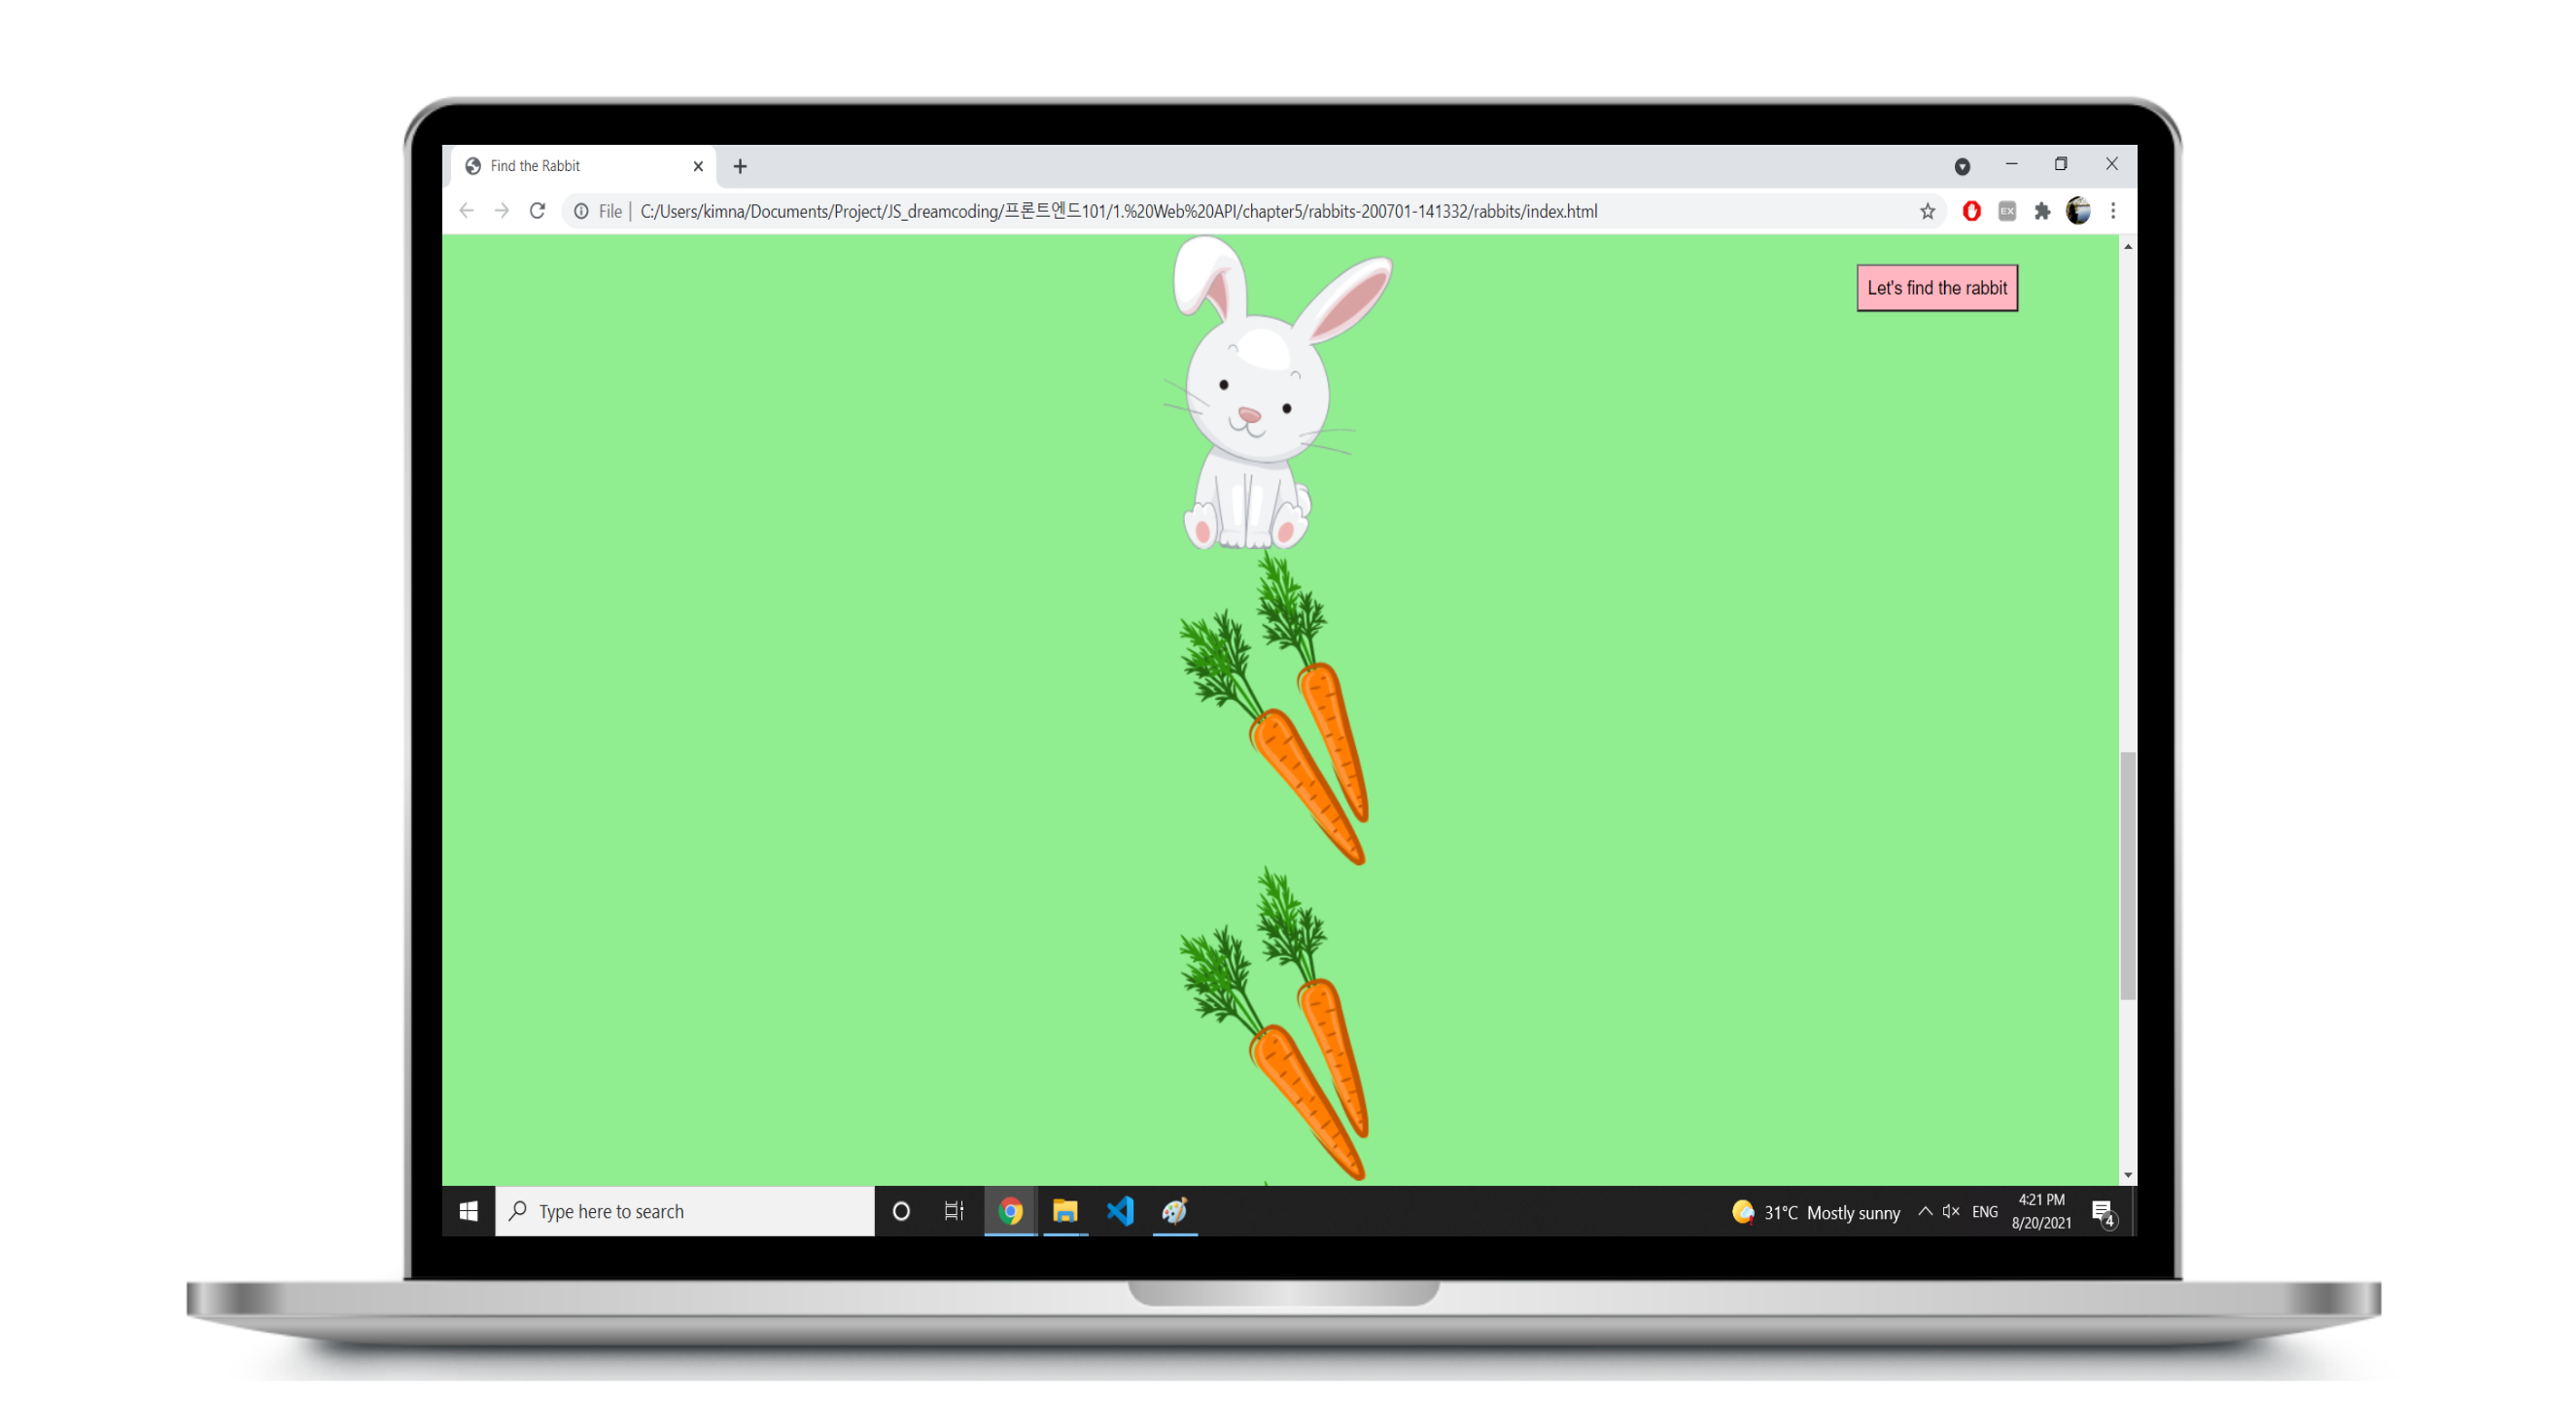 Find the Rabbit
File | C:/Users/kimna/Documents/Project/JS_dreamcoding/프론트엔드101/1.%20Web%20API/chapter5/rabbits-200701-141332/rabbits/index.html
EX
Let's find the rabbit
Type here to search
31°C Mostly sunny
ENG
4:21 PM
8/20/2021
4